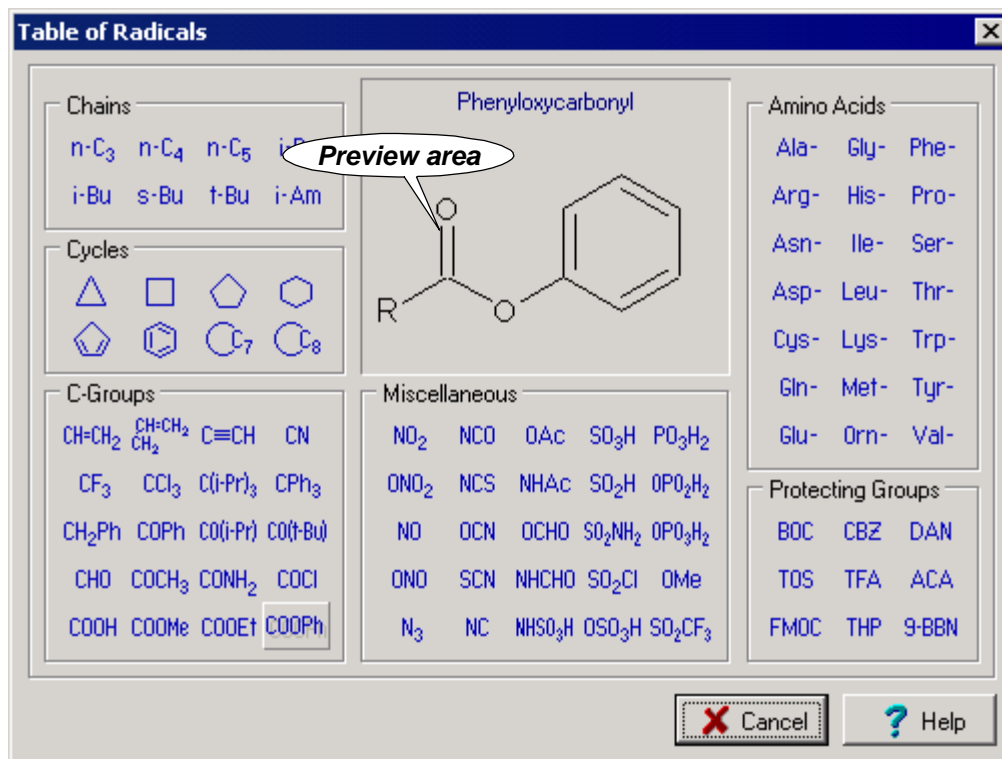 Table of Radicals
Chains
n-C₃ n-C₄ n-C₅
i-Bu s-Bu t-Bu i-Am
Cycles
C₇ C₈
C-Groups
CH=CH₂ CH=CH₂CH₂ C≡CH CN
CF₃ CCl₃ C(i-Pr)₃ CPh₃
CH₂Ph COPh CO(i-Pr) CO(t-Bu)
CHO COCH₃ CONH₂ COCl
COOH COOMe COOEt COOPh
Phenyloxycarbonyl
Preview area
O
R
O
Miscellaneous
NO₂ NCO OAc SO₃H PO₃H₂
ONO₂ NCS NHAc SO₂H OPO₂H₂
NO OCN OCHO SO₂NH₂ OPO₃H₂
ONO SCN NHCHO SO₂Cl OMe
N₃ NC NHSO₃H OSO₃H SO₂CF₃
Amino Acids
Ala- Gly- Phe-
Arg- His- Pro-
Asn- Ile- Ser-
Asp- Leu- Thr-
Cys- Lys- Trp-
Gln- Met- Tyr-
Glu- Orn- Val-
Protecting Groups
BOC CBZ DAN
TOS TFA ACA
FMOC THP 9-BBN
Cancel
Help